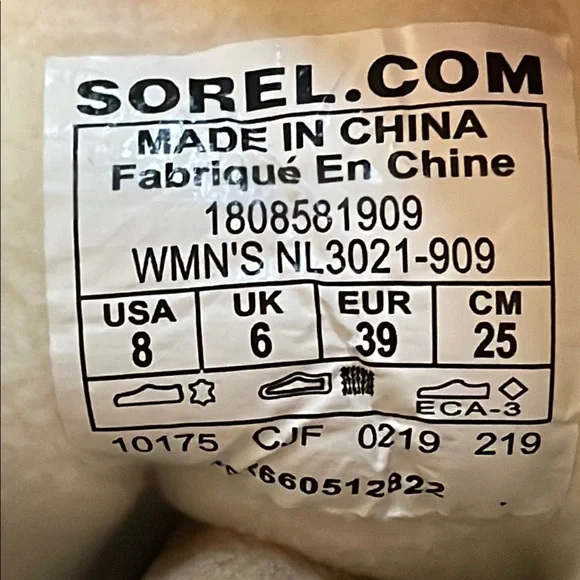 SOREL.COM
MADE IN CHINA
Fabriqué En Chine
1808581909
WMN'S NL3021-909
USA UK EUR CM
8 6 39 25
ECA-3
10175 CJF 0219 219